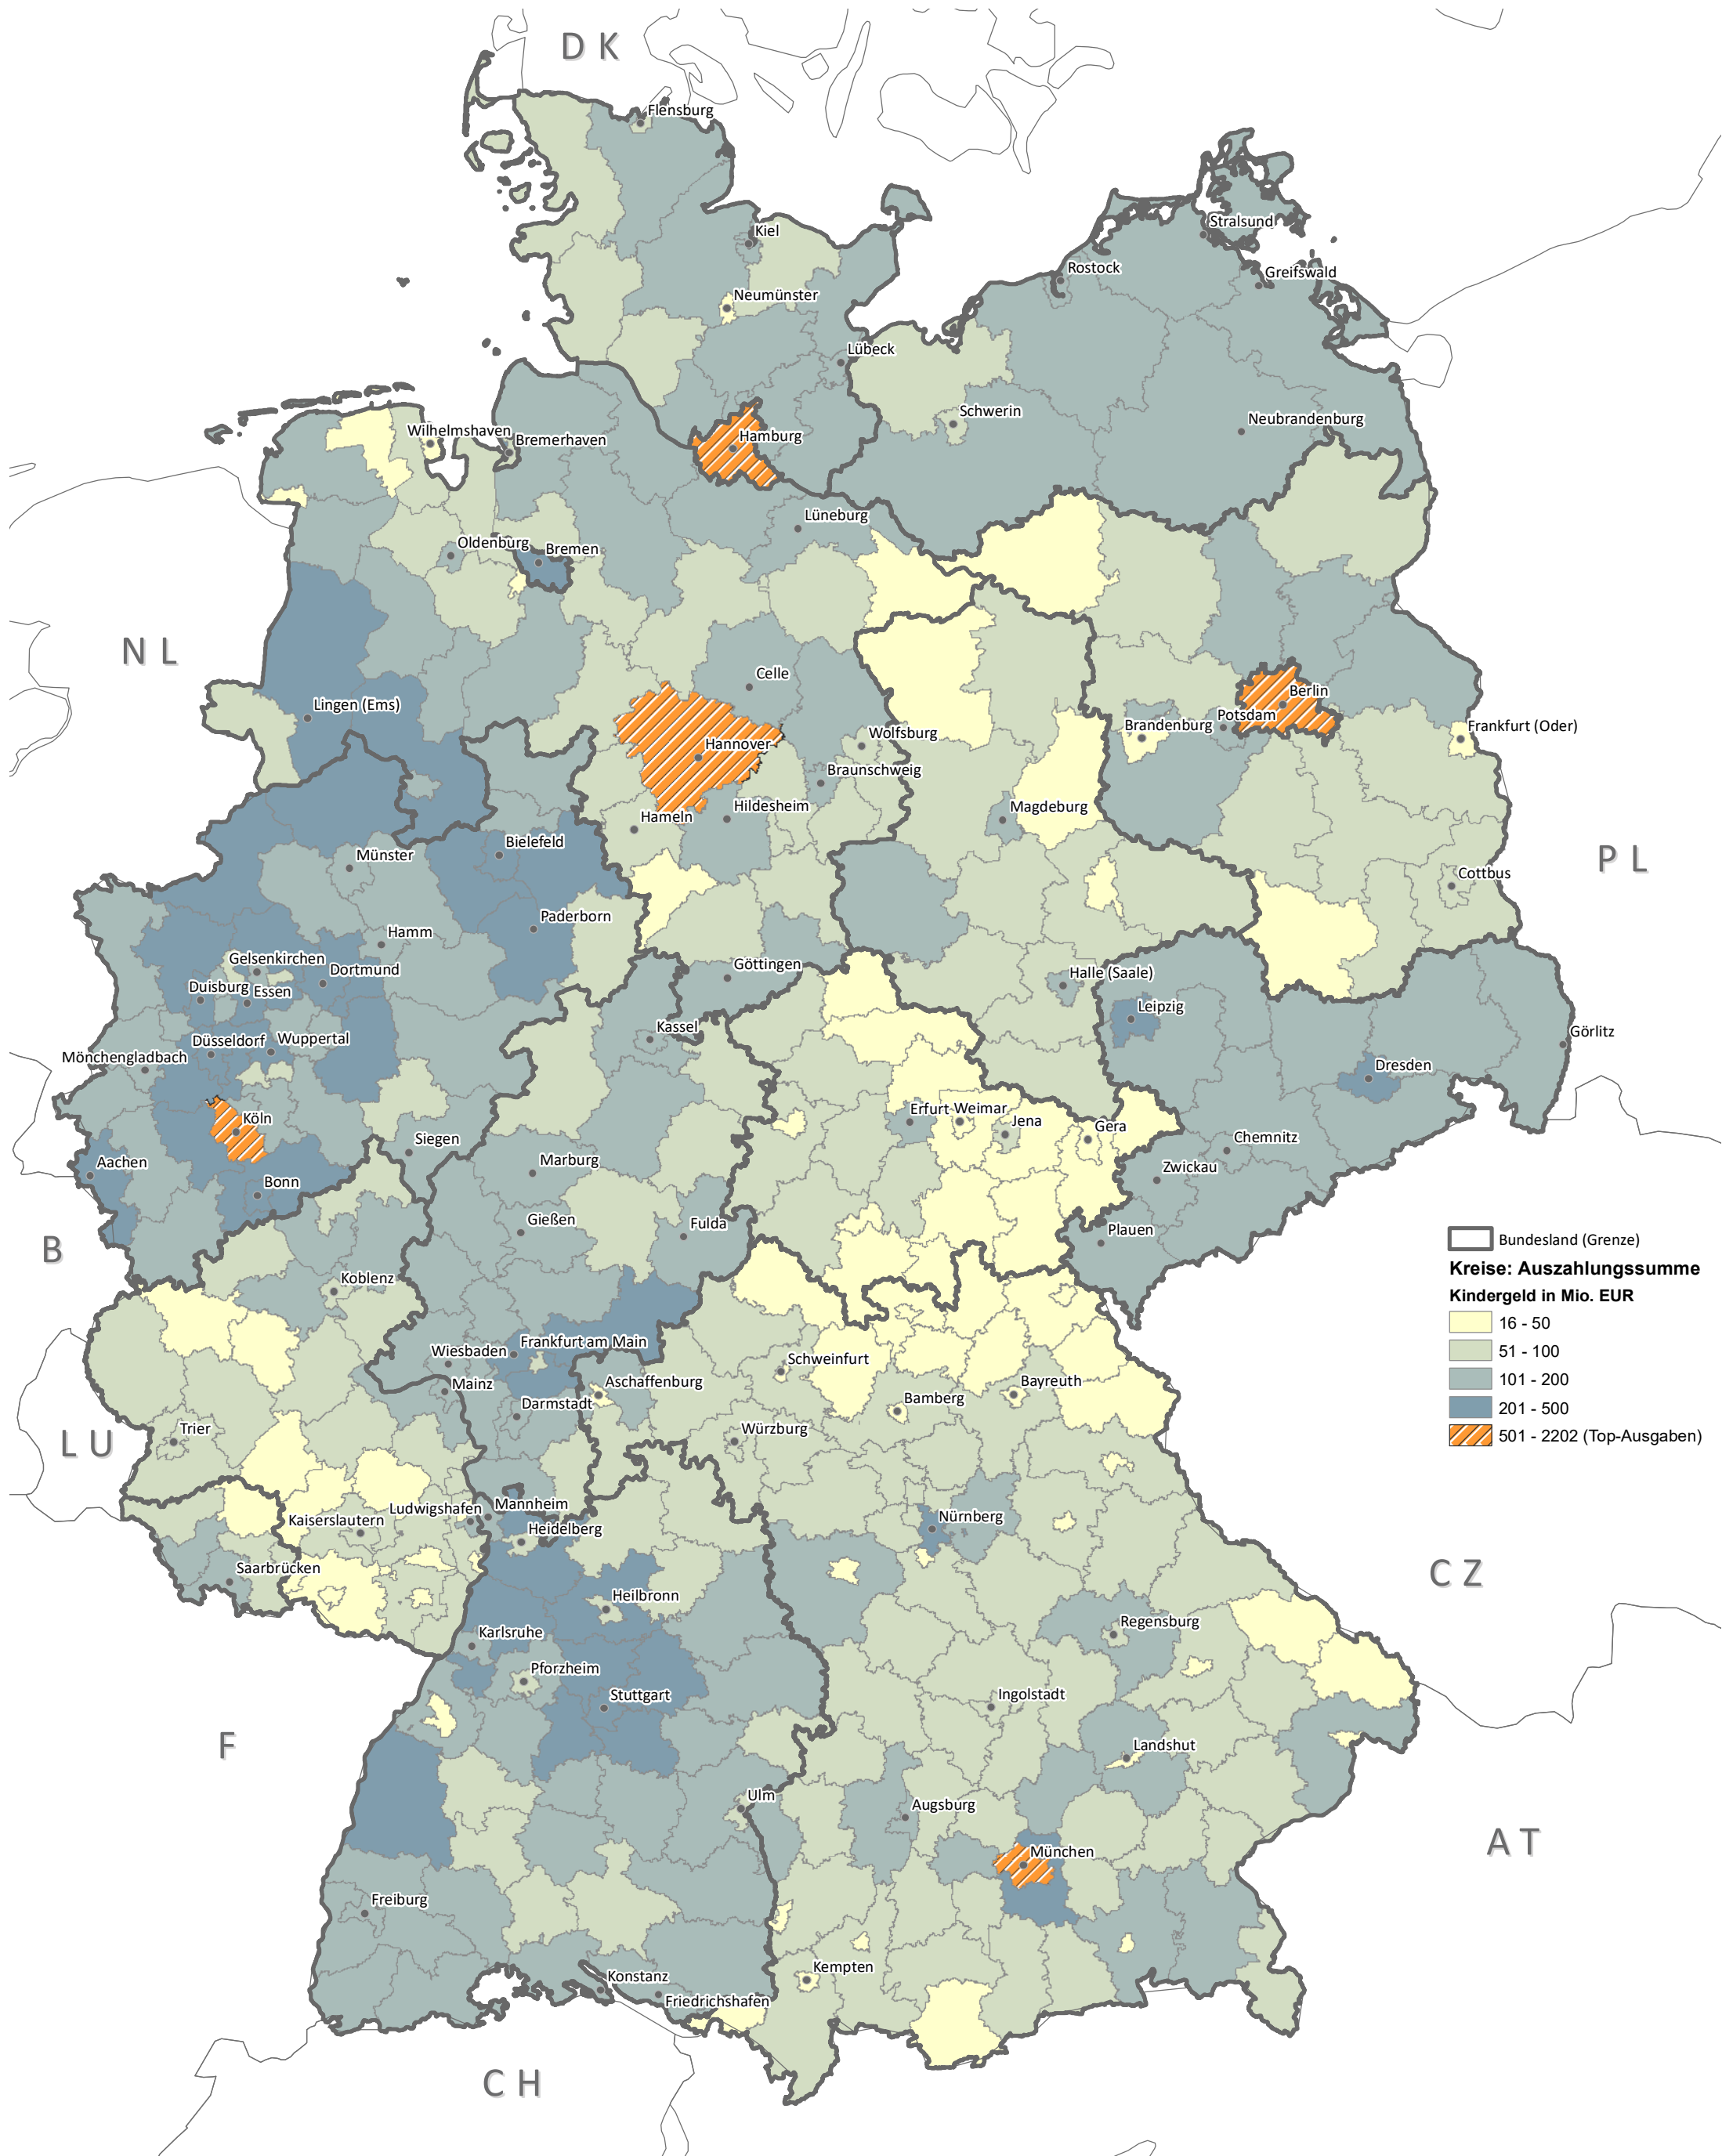 D K
Flensburg
Kiel
Stralsund
Rostock
Greifswald
Neumünster
Lübeck
Schwerin
Neubrandenburg
Wilhelmshaven
Bremerhaven
Hamburg
Lüneburg
Oldenburg
Bremen
N L
Celle
Lingen (Ems)
Berlin
Potsdam
Brandenburg
Frankfurt (Oder)
Hannover
Wolfsburg
Braunschweig
Hildesheim
Magdeburg
Hameln
Bielefeld
Münster
P L
Cottbus
Paderborn
Hamm
Gelsenkirchen
Dortmund
Göttingen
Halle (Saale)
Duisburg
Essen
Leipzig
Kassel
Görlitz
Düsseldorf
Wuppertal
Mönchengladbach
Dresden
Köln
Erfurt
Weimar
Jena
Gera
Siegen
Chemnitz
Aachen
Marburg
Zwickau
Bonn
Gießen
Fulda
Plauen
B
Koblenz
Bundesland (Grenze)
Kreise: Auszahlungssumme
Kindergeld in Mio. EUR
16 - 50
51 - 100
101 - 200
201 - 500
501 - 2202 (Top-Ausgaben)
Frankfurt am Main
Wiesbaden
Schweinfurt
Mainz
Aschaffenburg
Bayreuth
Bamberg
Darmstadt
L U
Trier
Würzburg
Ludwigshafen
Mannheim
Kaiserslautern
Heidelberg
Nürnberg
Saarbrücken
C Z
Heilbronn
Regensburg
Karlsruhe
Pforzheim
Stuttgart
Ingolstadt
F
Landshut
Ulm
Augsburg
A T
München
Freiburg
Kempten
Konstanz
Friedrichshafen
C H